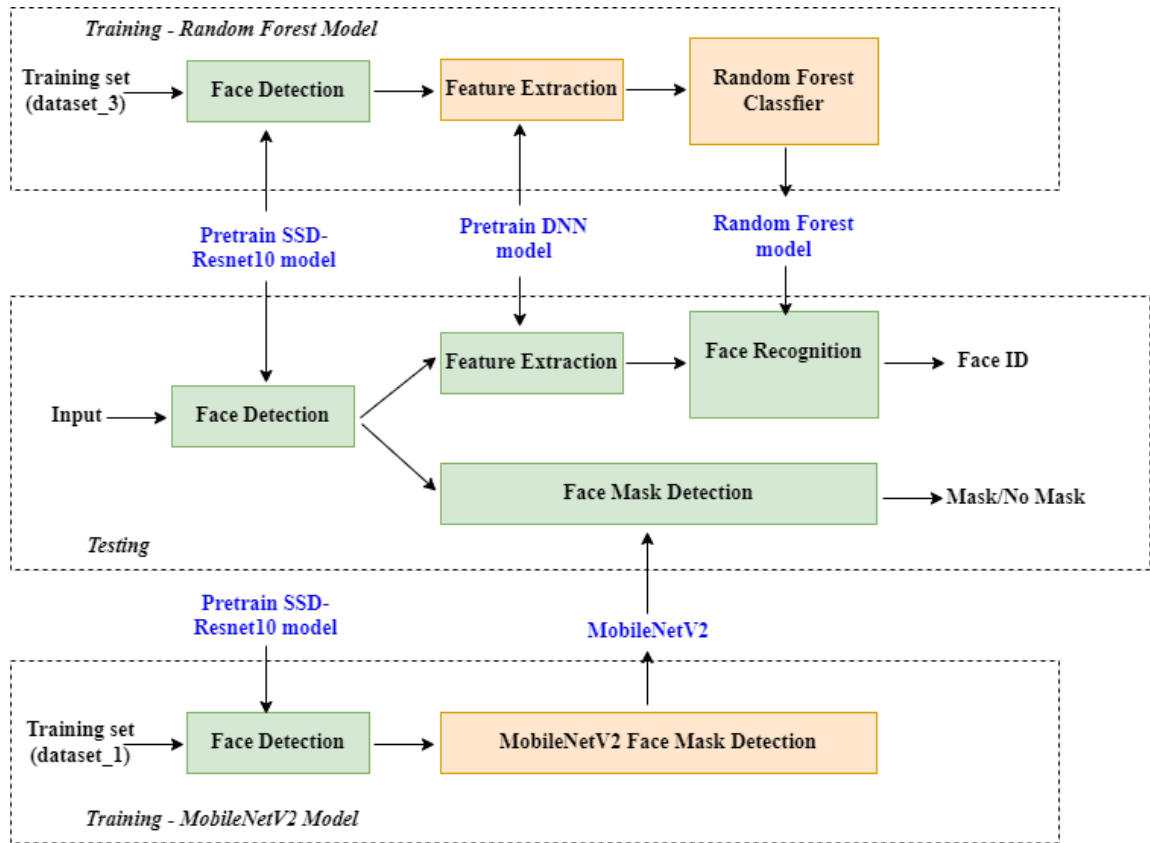 Training - Random Forest Model
Training set
(dataset_3)
Face Detection
Feature Extraction
Random Forest
Classfier
Pretrain SSD-
Resnet10 model
Pretrain DNN
model
Random Forest
model
Input
Face Detection
Feature Extraction
Face Recognition
Face ID
Face Mask Detection
Mask/No Mask
Testing
Pretrain SSD-
Resnet10 model
MobileNetV2
Training set
(dataset_1)
Face Detection
MobileNetV2 Face Mask Detection
Training - MobileNetV2 Model